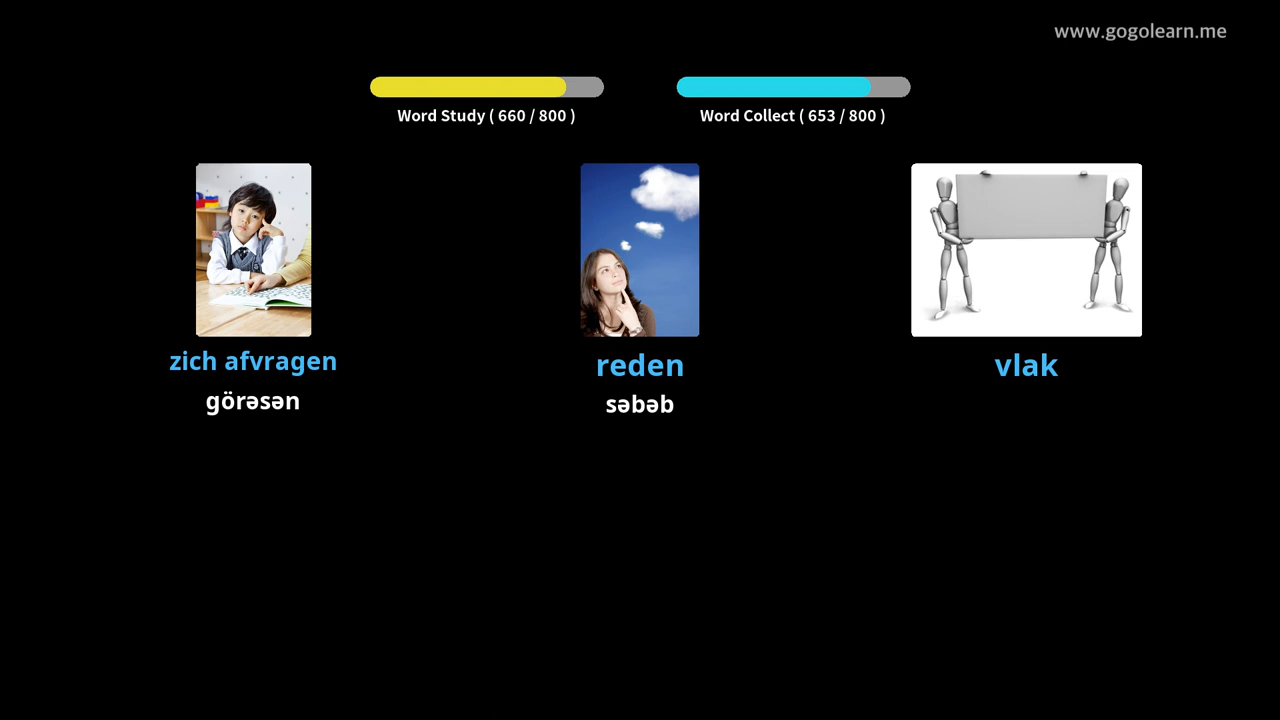 www.gogolearn.me
Word Study ( 660 / 800 )
Word Collect ( 653 / 800 )
zich afvragen
görəsən
reden
səbəb
vlak